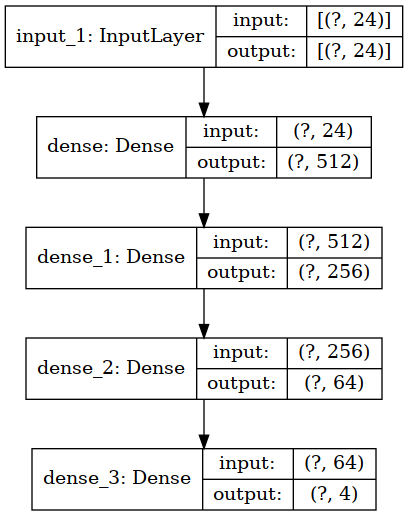 input_1: InputLayer
input: [(?, 24)]
output: [(?, 24)]
dense: Dense
input: (?, 24)
output: (?, 512)
dense_1: Dense
input: (?, 512)
output: (?, 256)
dense_2: Dense
input: (?, 256)
output: (?, 64)
dense_3: Dense
input: (?, 64)
output: (?, 4)